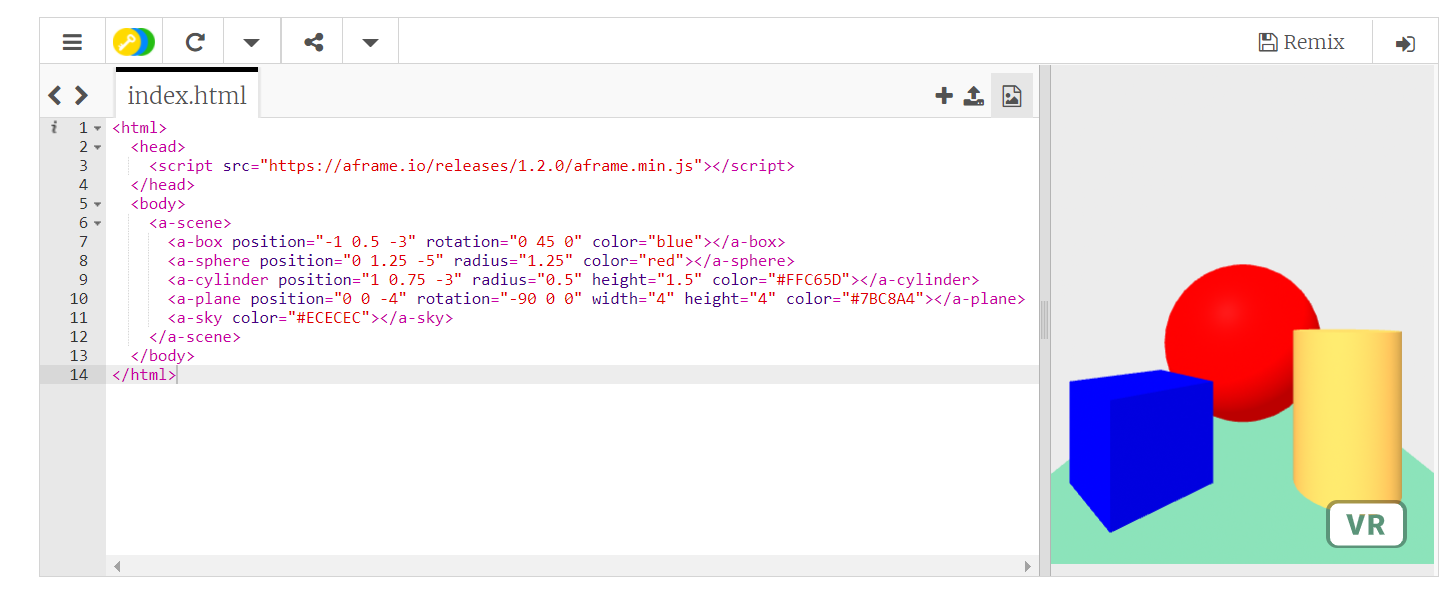 Remix
index.html
1 <html>
2 <head>
3 <script src="https://aframe.io/releases/1.2.0/aframe.min.js"></script>
4 </head>
5 <body>
6 <a-scene>
7 <a-box position="-1 0.5 -3" rotation="0 45 0" color="blue"></a-box>
8 <a-sphere position="0 1.25 -5" radius="1.25" color="red"></a-sphere>
9 <a-cylinder position="1 0.75 -3" radius="0.5" height="1.5" color="#FFC65D"></a-cylinder>
10 <a-plane position="0 0 -4" rotation="-90 0 0" width="4" height="4" color="#7BC8A4"></a-plane>
11 <a-sky color="#ECECEC"></a-sky>
12 </a-scene>
13 </body>
14 </html>
VR